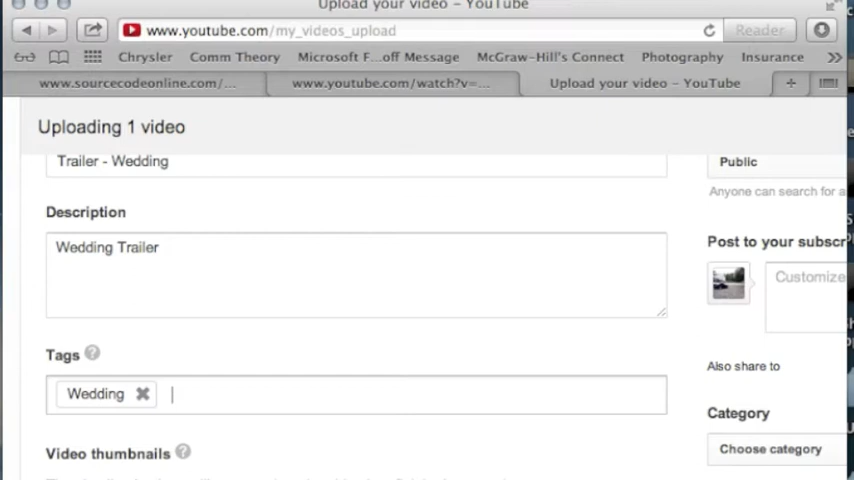 Upload your video – YouTube
www.youtube.com/my_videos_upload
Reader
Chrysler Comm Theory Microsoft F...off Message McGraw-Hill's Connect Photography Insurance
www.sourcecodeonline.com/... www.youtube.com/watch?v=... Upload your video – YouTube
Uploading 1 video
Trailer - Wedding
Public
Anyone can search for
Description
Wedding Trailer
Post to your subscr
Customize
Tags ?
Also share to
Wedding
Category
Choose category
Video thumbnails ?